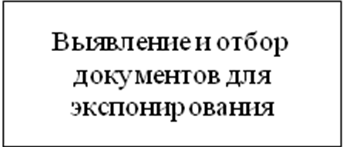 Выявление и отбор
документов для
экспонирования